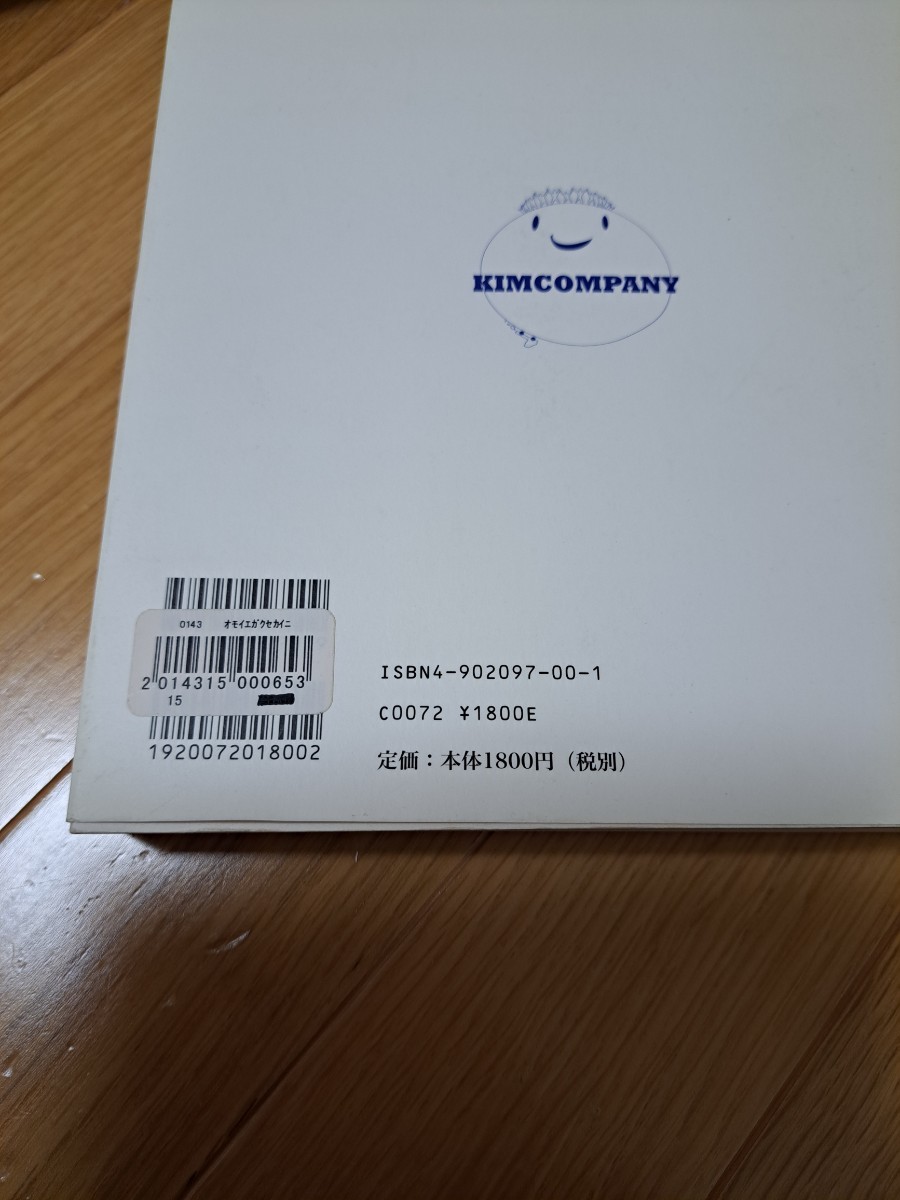 KIMCOMPANY
0143 オモイエガクセカイニ
2 014315 000653
15
1920072018002
ISBN4-902097-00-1
C0072 ¥1800E
定価：本体1800円（税別）